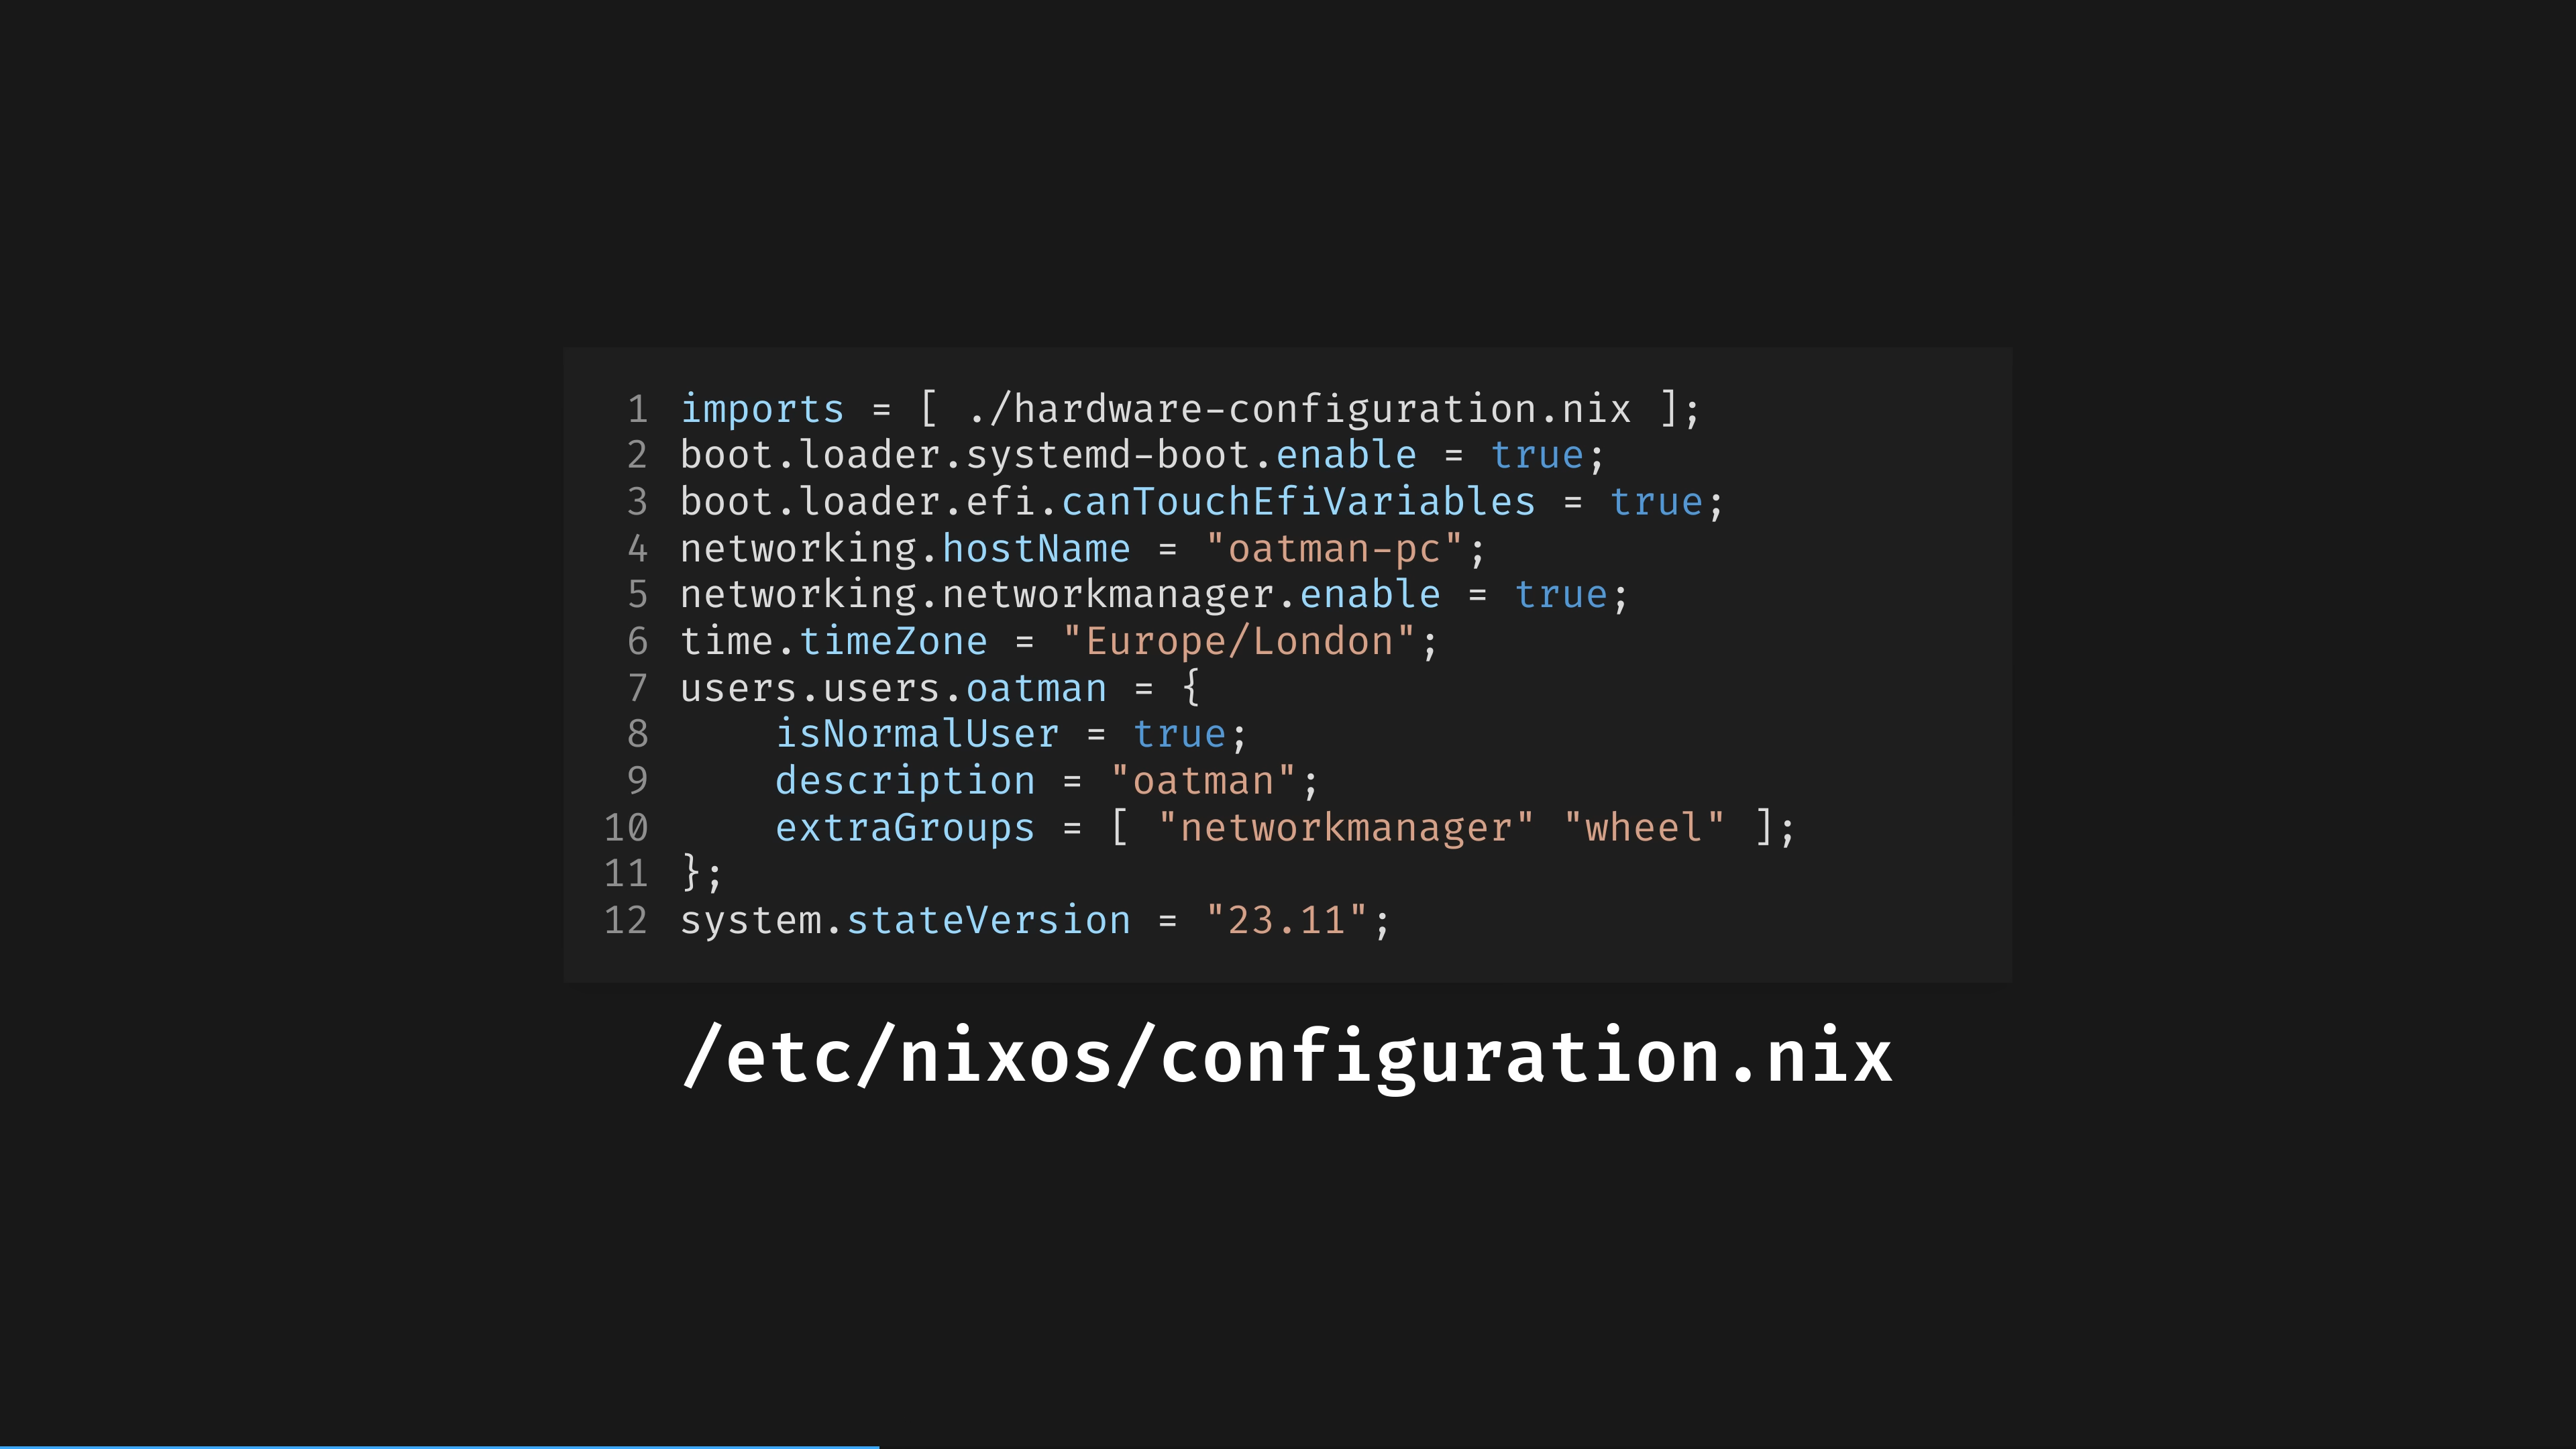 1 imports = [ ./hardware-configuration.nix ];
2 boot.loader.systemd-boot.enable = true;
3 boot.loader.efi.canTouchEfiVariables = true;
4 networking.hostName = "oatman-pc";
5 networking.networkmanager.enable = true;
6 time.timeZone = "Europe/London";
7 users.users.oatman = {
8     isNormalUser = true;
9     description = "oatman";
10     extraGroups = [ "networkmanager" "wheel" ];
11 };
12 system.stateVersion = "23.11";
/etc/nixos/configuration.nix